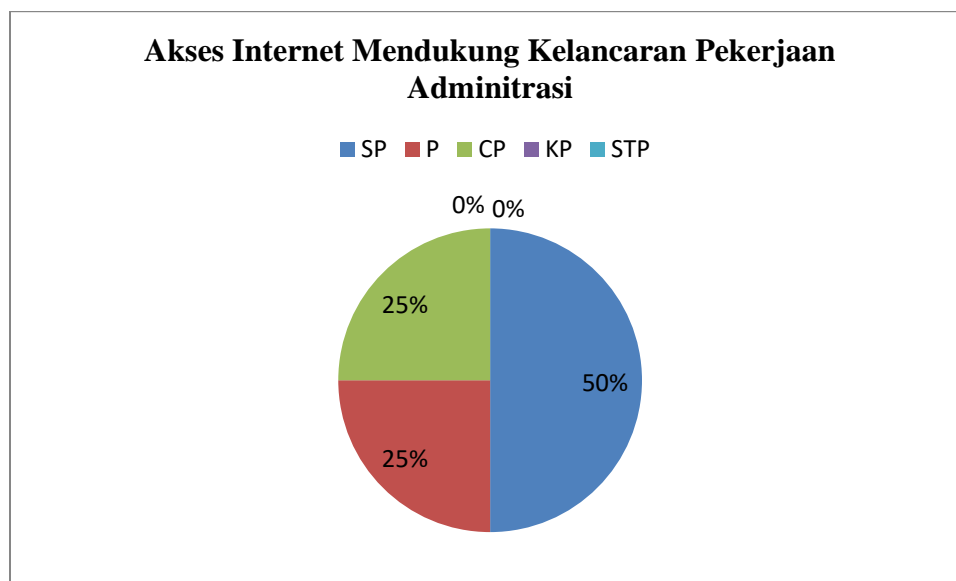 Akses Internet Mendukung Kelancaran Pekerjaan
Adminitrasi
SP P CP KP STP
0% 0%
25%
50%
25%